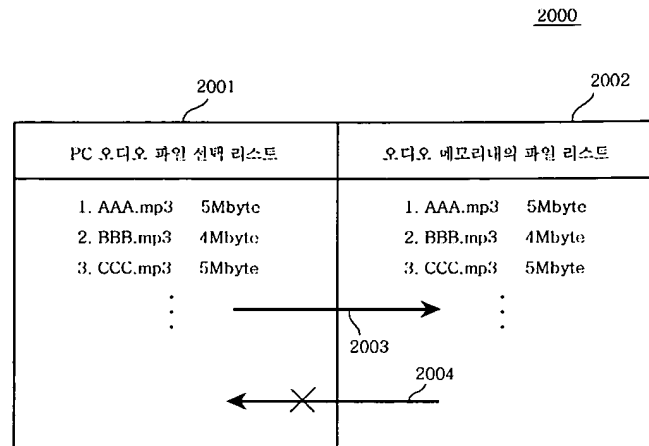 2000
2001
2002
PC 오디오 파일 선택 리스트
오디오 메모리내의 파일 리스트
1. AAA.mp3 5Mbyte
2. BBB.mp3 4Mbyte
3. CCC.mp3 5Mbyte
1. AAA.mp3 5Mbyte
2. BBB.mp3 4Mbyte
3. CCC.mp3 5Mbyte
2003
2004